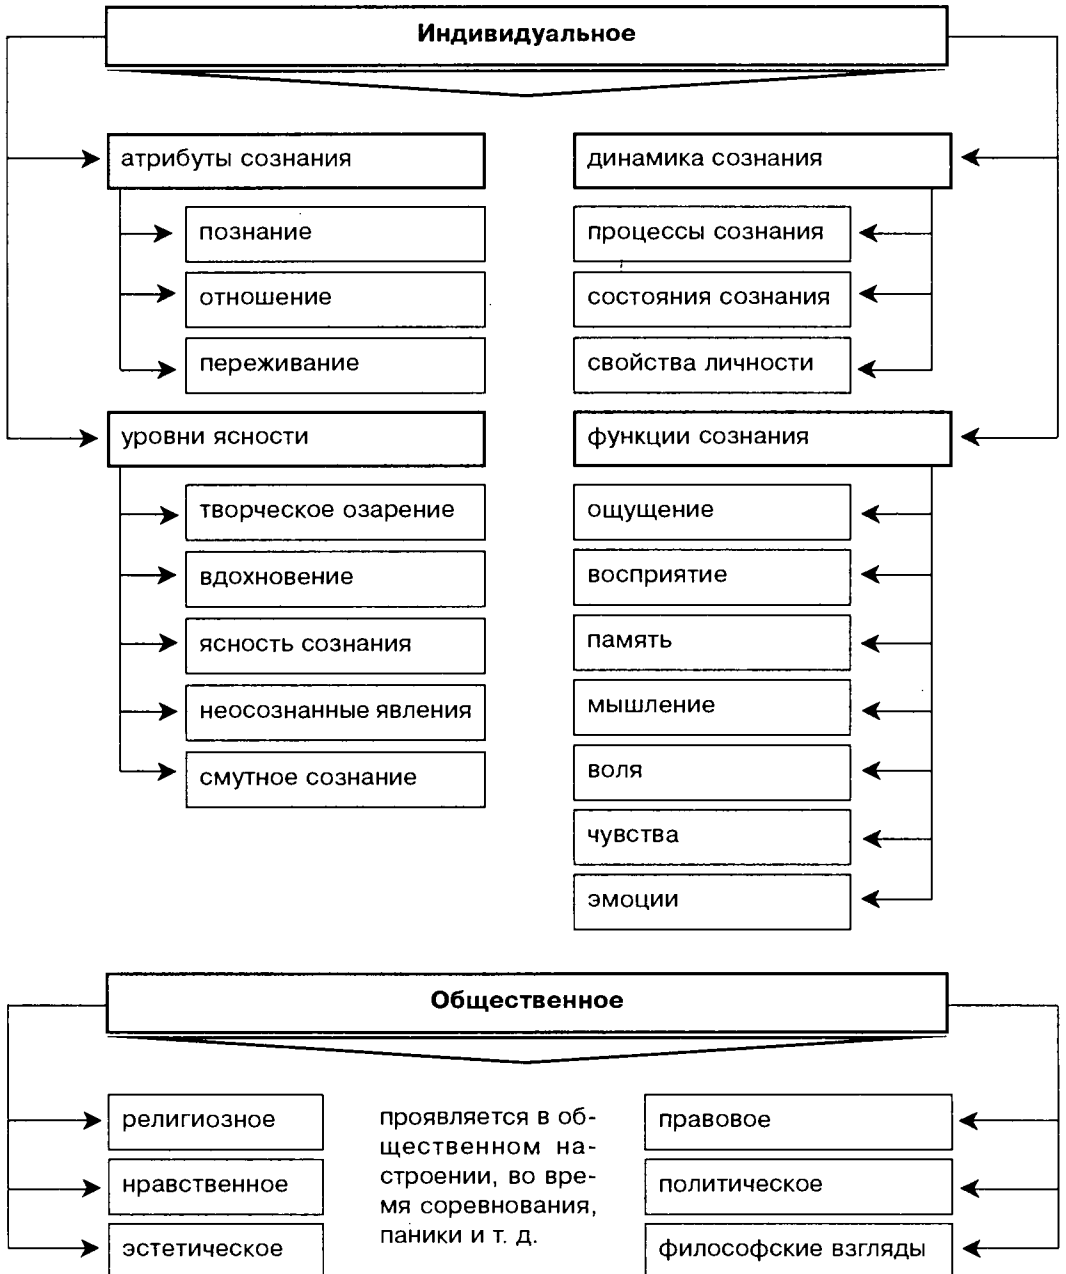 Индивидуальное
атрибуты сознания
познание
отношение
переживание
уровни ясности
творческое озарение
вдохновение
ясность сознания
неосознанные явления
смутное сознание
динамика сознания
процессы сознания
состояния сознания
свойства личности
функции сознания
ощущение
восприятие
память
мышление
воля
чувства
эмоции
Общественное
религиозное
нравственное
эстетическое
проявляется в об-
щественном на-
строении, во вре-
мя соревнования,
паники и т. д.
правовое
политическое
философские взгляды